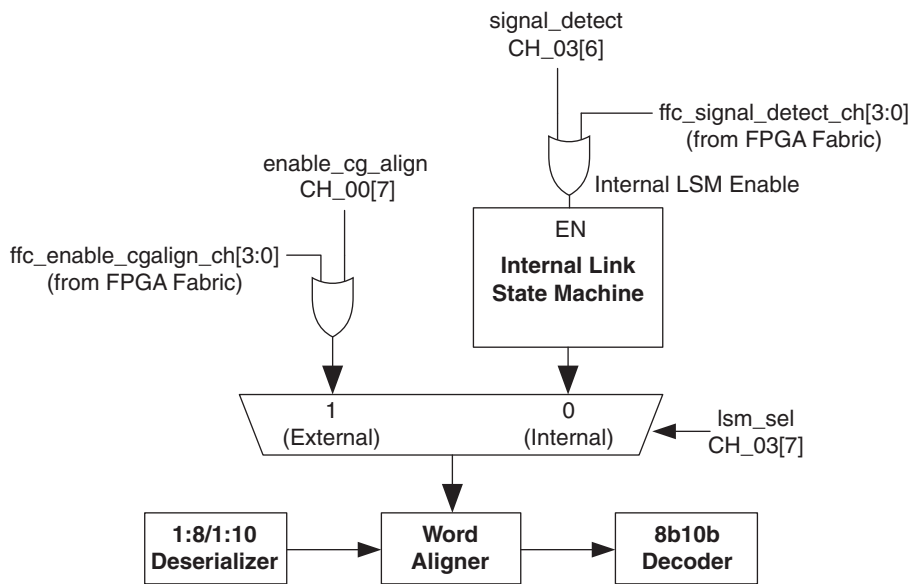 signal_detect
CH_03[6]
ffc_signal_detect_ch[3:0]
(from FPGA Fabric)
enable_cg_align
CH_00[7]
Internal LSM Enable
ffc_enable_cgalign_ch[3:0]
(from FPGA Fabric)
EN
Internal Link
State Machine
1
(External)
0
(Internal)
lsm_sel
CH_03[7]
1:8/1:10
Deserializer
Word
Aligner
8b10b
Decoder